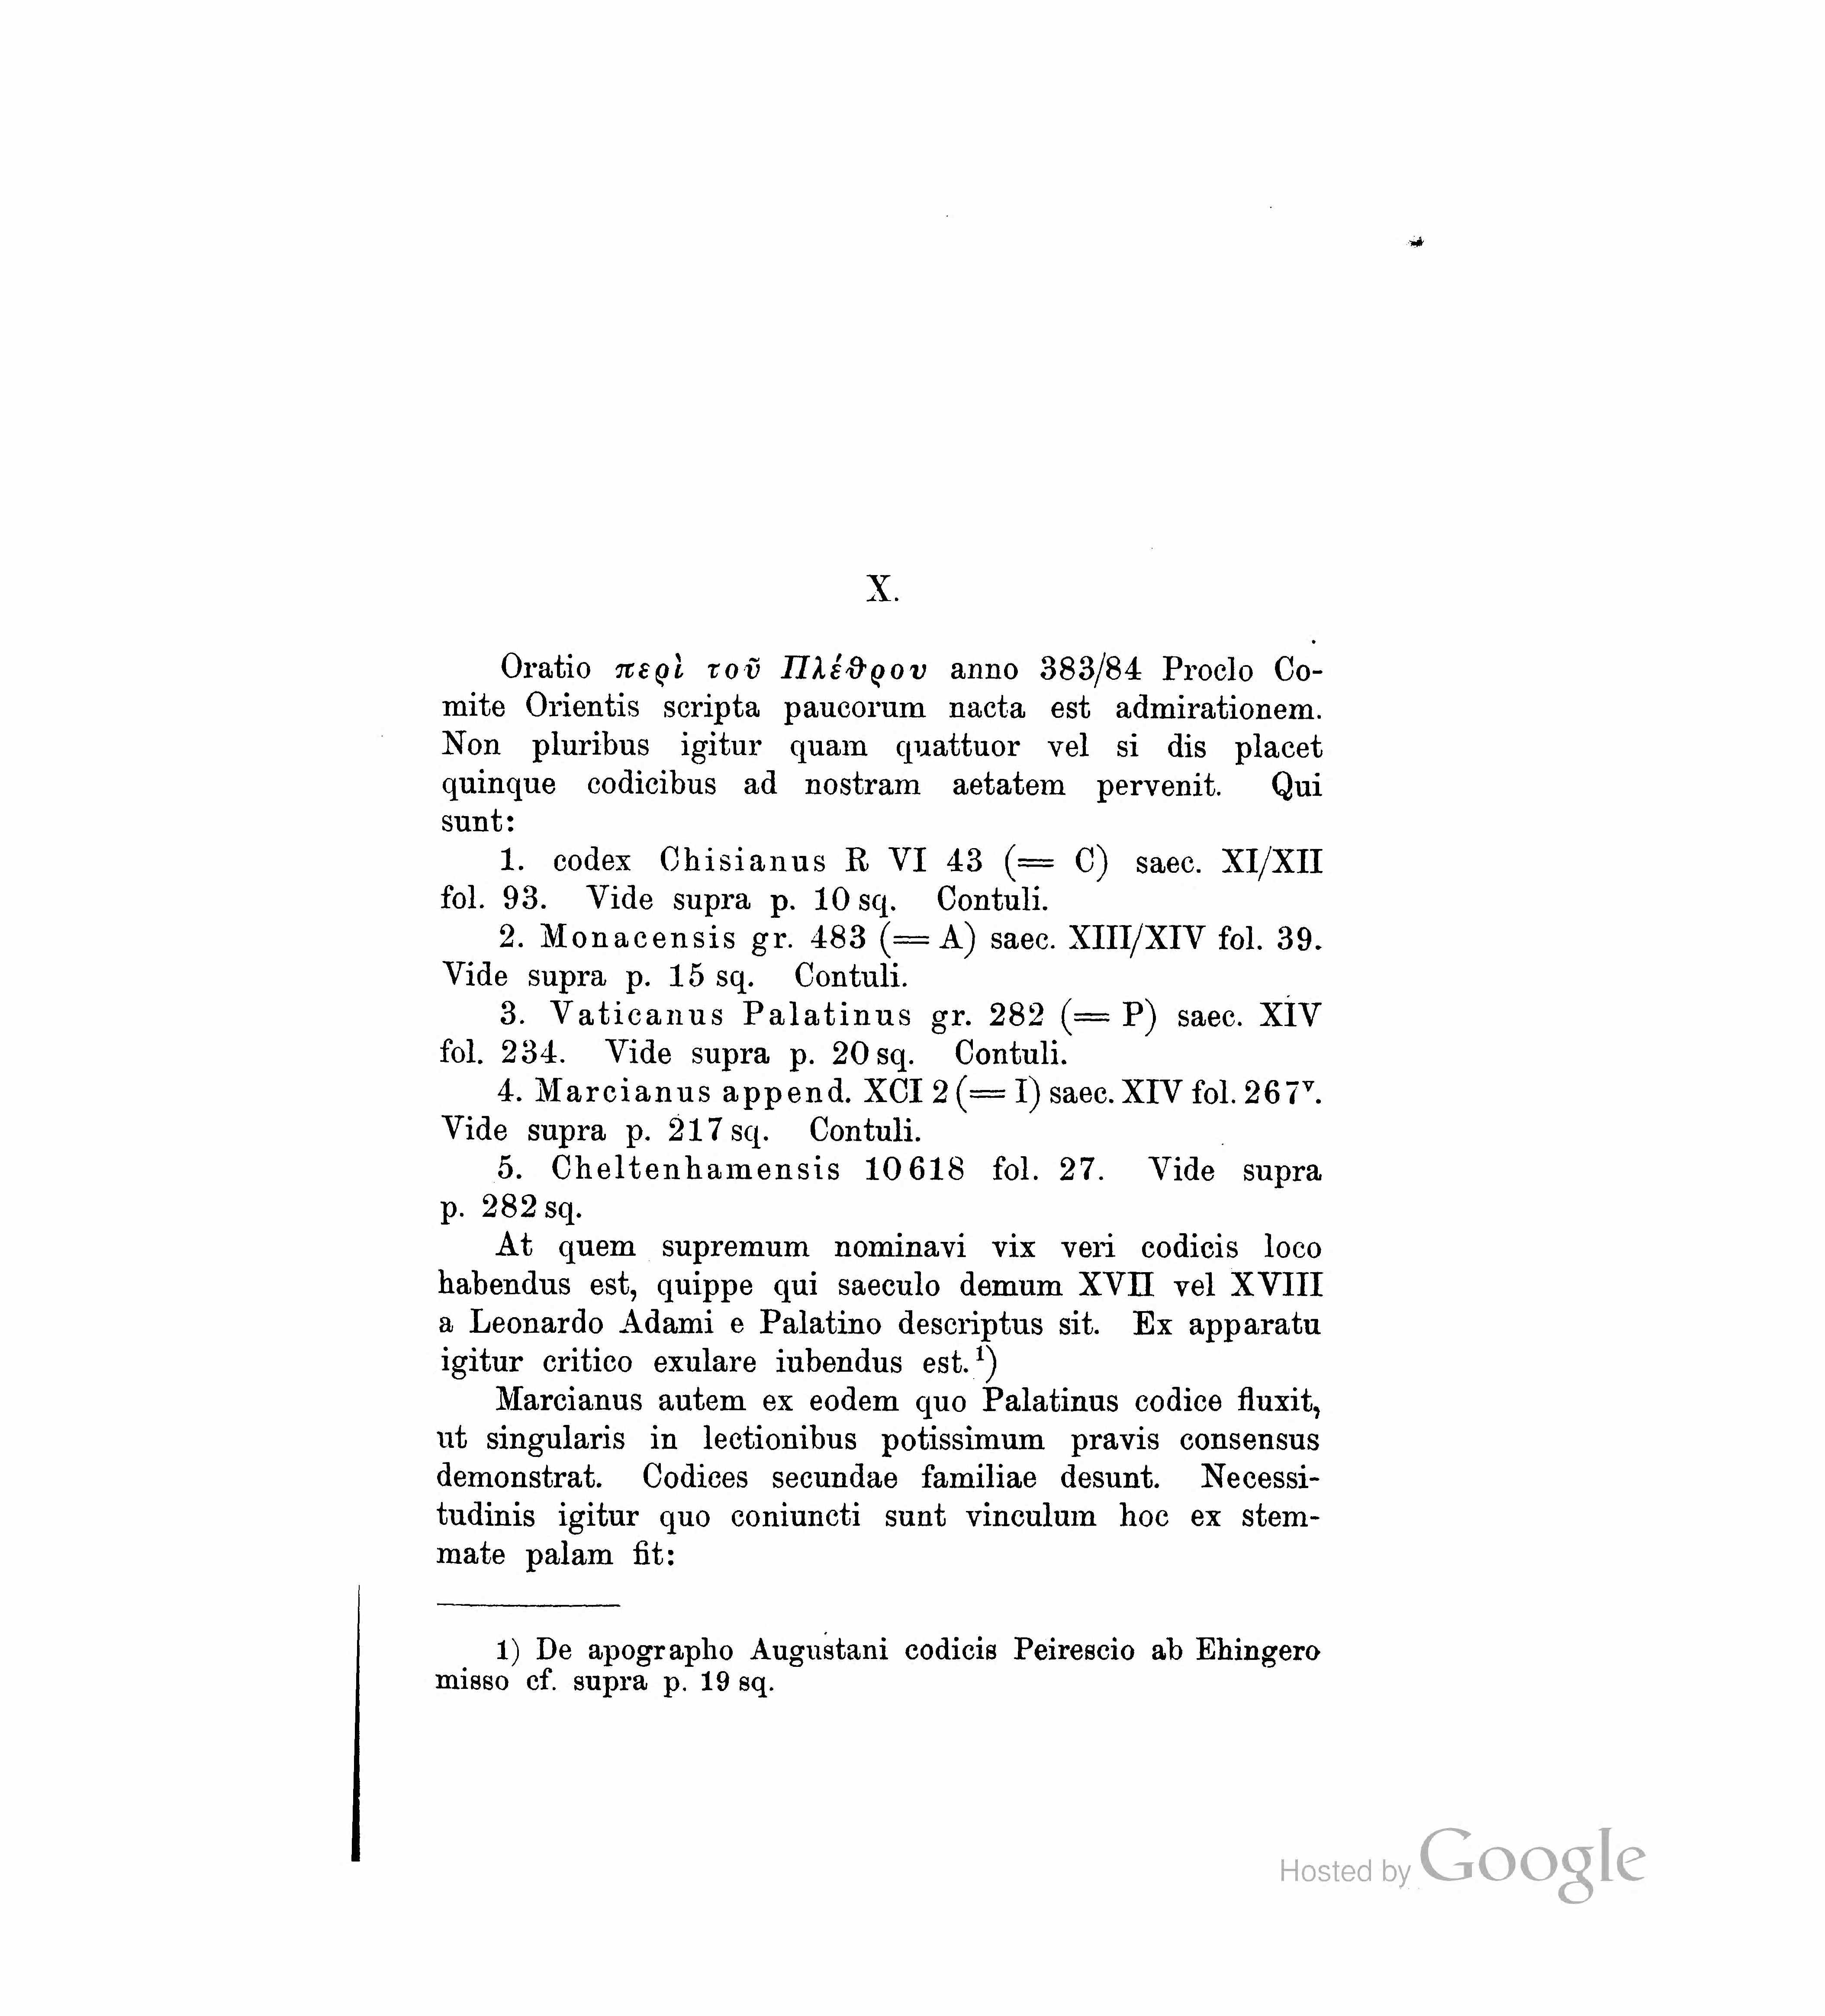 X.
Oratio περὶ τοῦ Πλέϑρου anno 383/84 Proclo Co-
mite Orientis scripta paucorum nacta est admirationem.
Non pluribus igitur quam quattuor vel si dis placet
quinque codicibus ad nostram aetatem pervenit. Qui
sunt:
1. codex Chisianus R VI 43 (= C) saec. XI/XII
fol. 93. Vide supra p. 10 sq. Contuli.
2. Monacensis gr. 483 (= A) saec. XIII/XIV fol. 39.
Vide supra p. 15 sq. Contuli.
3. Vaticanus Palatinus gr. 282 (= P) saec. XIV
fol. 234. Vide supra p. 20 sq. Contuli.
4. Marcianus append. XCI 2 (= I) saec. XIV fol. 267ᵛ.
Vide supra p. 217 sq. Contuli.
5. Cheltenhamensis 10618 fol. 27. Vide supra
p. 282 sq.
At quem supremum nominavi vix veri codicis loco
habendus est, quippe qui saeculo demum XVII vel XVIII
a Leonardo Adami e Palatino descriptus sit. Ex apparatu
igitur critico exulare iubendus est.¹)
Marcianus autem ex eodem quo Palatinus codice fluxit,
ut singularis in lectionibus potissimum pravis consensus
demonstrat. Codices secundae familiae desunt. Necessi-
tudinis igitur quo coniuncti sunt vinculum hoc ex stem-
mate palam fit:
1) De apographo Augustani codicis Peirescio ab Ehingero
misso cf. supra p. 19 sq.
Hosted by Google